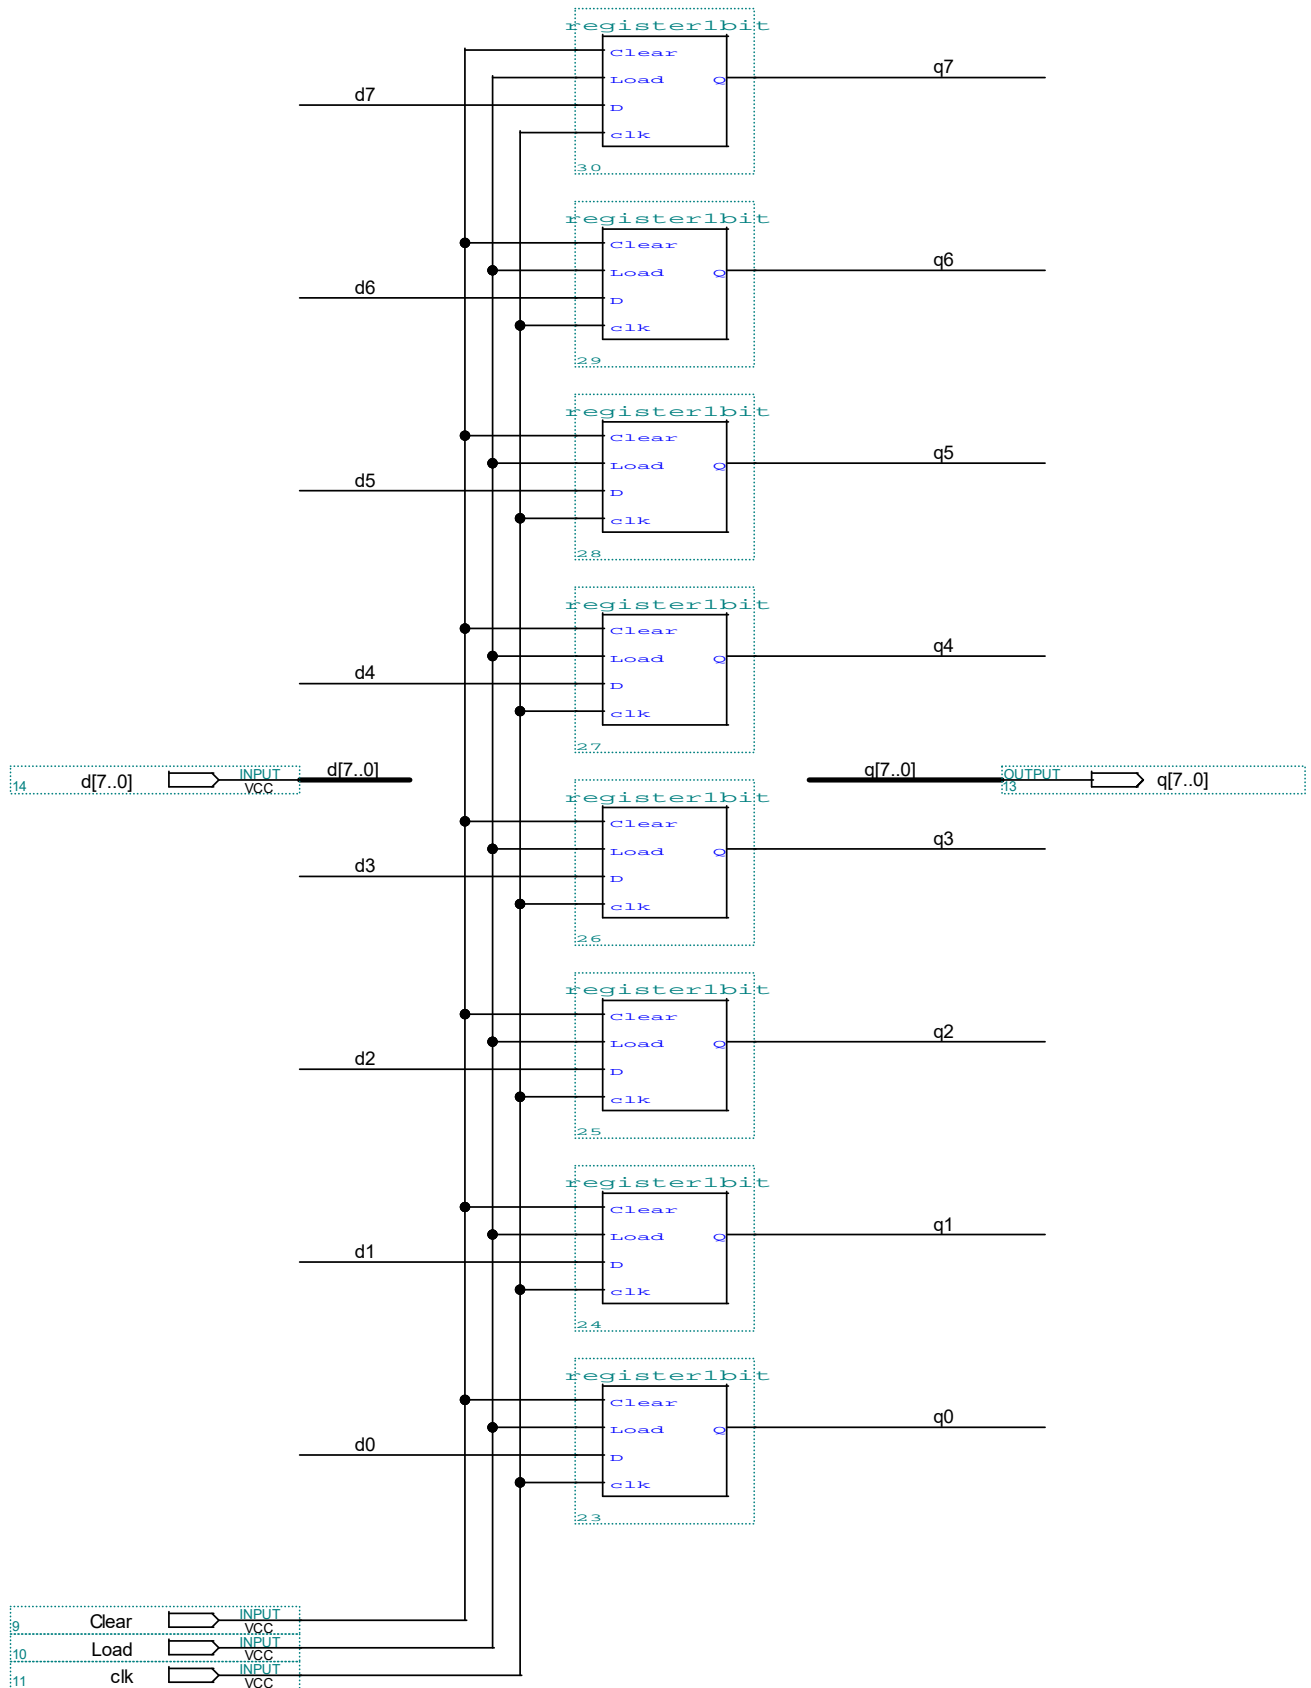 register1bit
Clear
Load Q q7
d7 D
clk
30
register1bit
Clear
Load Q q6
d6 D
clk
29
register1bit
Clear
Load Q q5
d5 D
clk
28
register1bit
Clear
Load Q q4
d4 D
clk
27
14 d[7..0] INPUT VCC d[7..0] q[7..0] OUTPUT 13 q[7..0]
register1bit
Clear
Load Q q3
d3 D
clk
26
register1bit
Clear
Load Q q2
d2 D
clk
25
register1bit
Clear
Load Q q1
d1 D
clk
24
register1bit
Clear
Load Q q0
d0 D
clk
23
9 Clear INPUT VCC
10 Load INPUT VCC
11 clk INPUT VCC